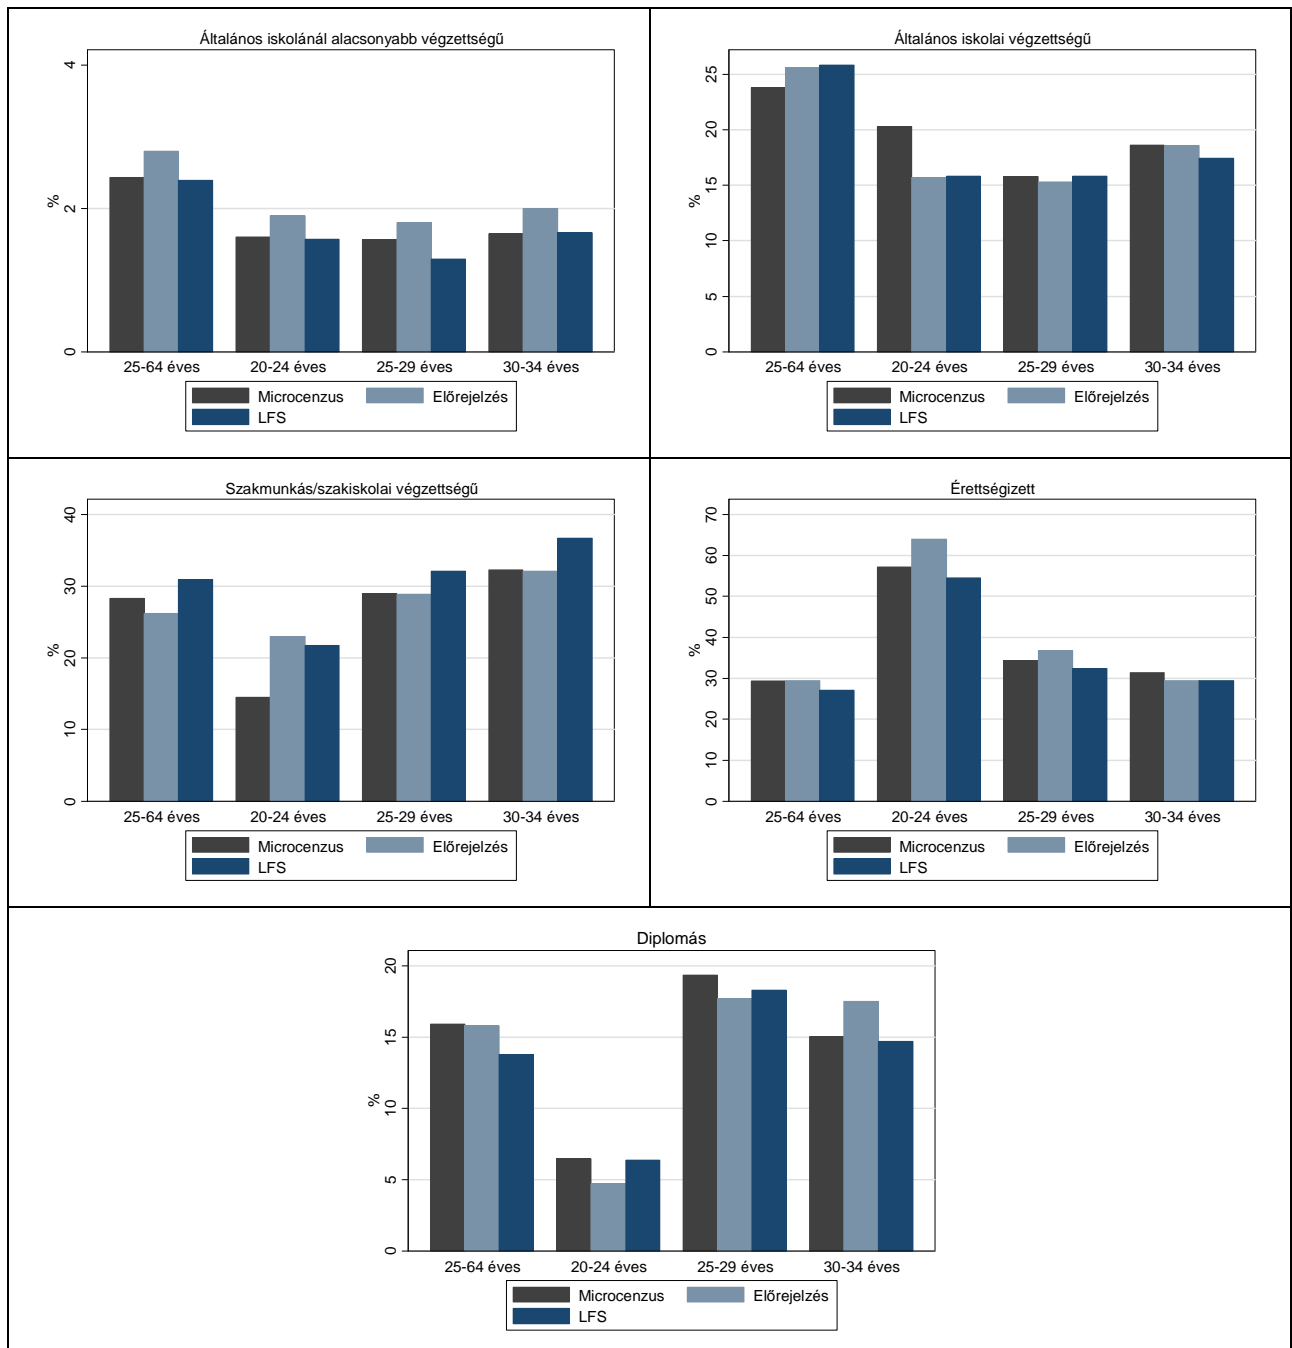 Általános iskolánál alacsonyabb végzettségű
%
4
2
0
25-64 éves 20-24 éves 25-29 éves 30-34 éves
Microcenzus Előrejelzés
LFS
Általános iskolai végzettségű
%
25
20
15
10
5
0
25-64 éves 20-24 éves 25-29 éves 30-34 éves
Microcenzus Előrejelzés
LFS
Szakmunkás/szakiskolai végzettségű
%
40
30
20
10
0
25-64 éves 20-24 éves 25-29 éves 30-34 éves
Microcenzus Előrejelzés
LFS
Érettségizett
%
70
60
50
40
30
20
10
0
25-64 éves 20-24 éves 25-29 éves 30-34 éves
Microcenzus Előrejelzés
LFS
Diplomás
%
20
15
10
5
0
25-64 éves 20-24 éves 25-29 éves 30-34 éves
Microcenzus Előrejelzés
LFS